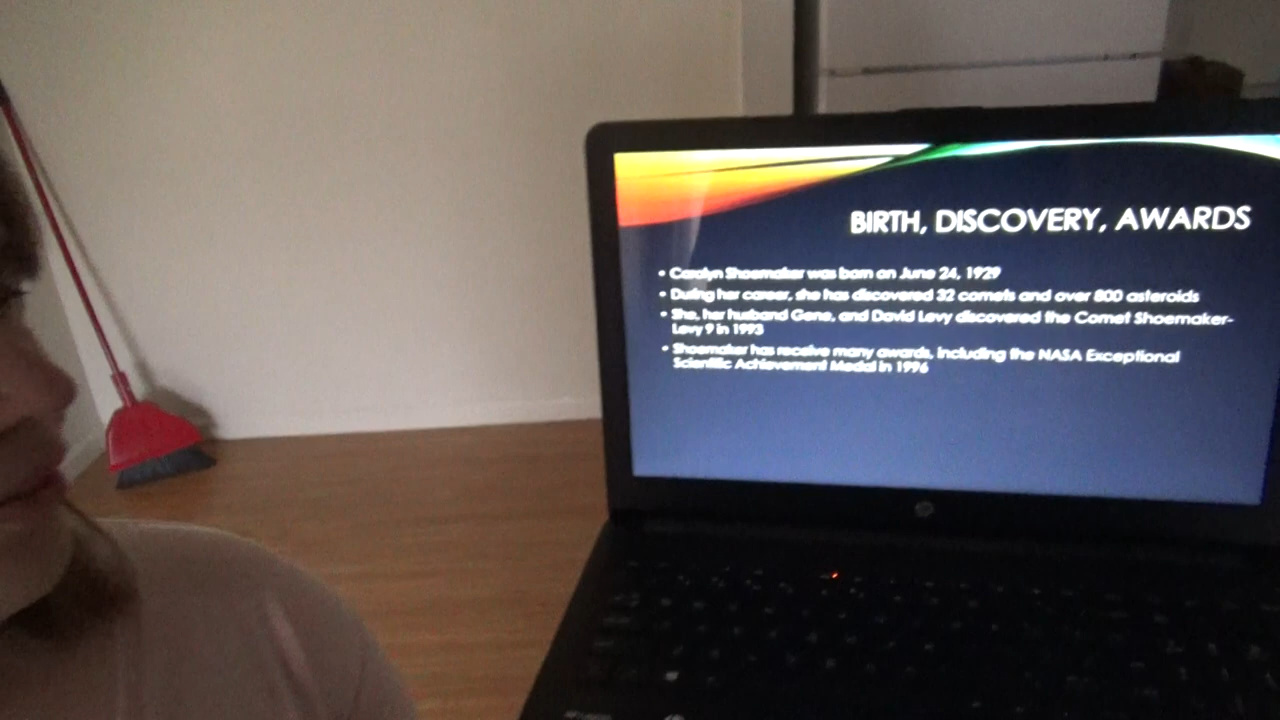 BIRTH, DISCOVERY, AWARDS
• Carolyn Shoemaker was born on June 24, 1929
• During her career, she has discovered 32 comets and over 800 asteroids
• She, her husband Gene, and David Levy discovered the Comet Shoemaker-
Levy 9 in 1993
• Shoemaker has receive many awards, including the NASA Exceptional
Scientific Achievement Medal in 1996
hp